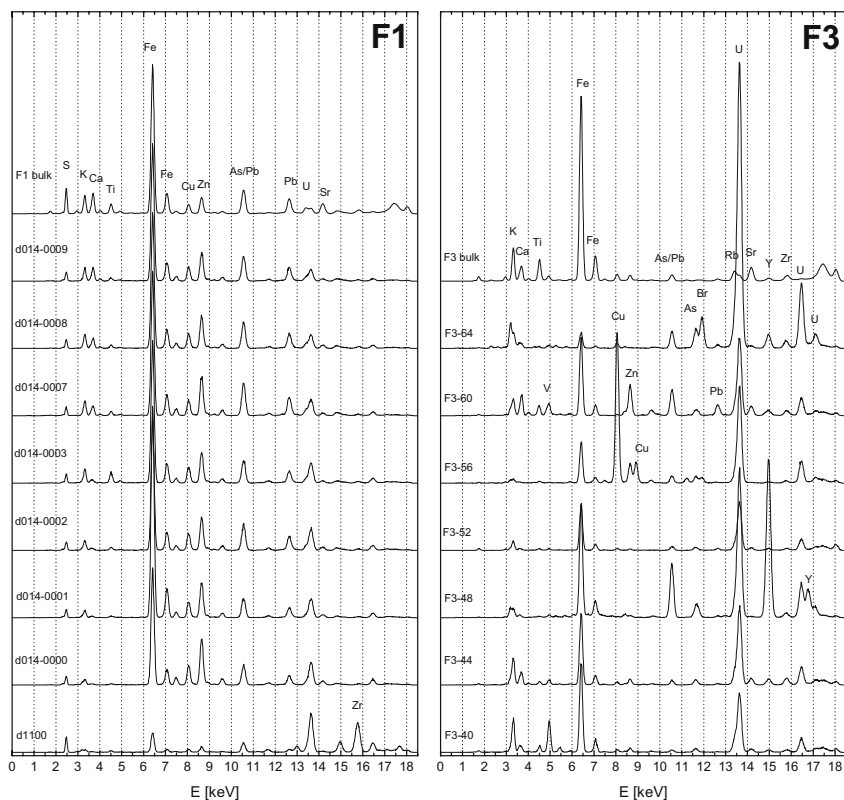 F1
Fe
S
K
Ca
Ti
Fe
Cu
Zn
As/Pb
Pb
U
Sr
F1 bulk
d014-0009
d014-0008
d014-0007
d014-0003
d014-0002
d014-0001
d014-0000
Zr
d1100
0 1 2 3 4 5 6 7 8 9 10 11 12 13 14 15 16 17 18
E [keV]
F3
U
Fe
K
Ca
Ti
Fe
As/Pb
Rb
Sr
Y
Zr
F3 bulk
U
Br
As
Cu
U
F3-64
Zn
V
Pb
F3-60
Cu
F3-56
F3-52
Y
F3-48
F3-44
F3-40
0 1 2 3 4 5 6 7 8 9 10 11 12 13 14 15 16 17 18
E [keV]